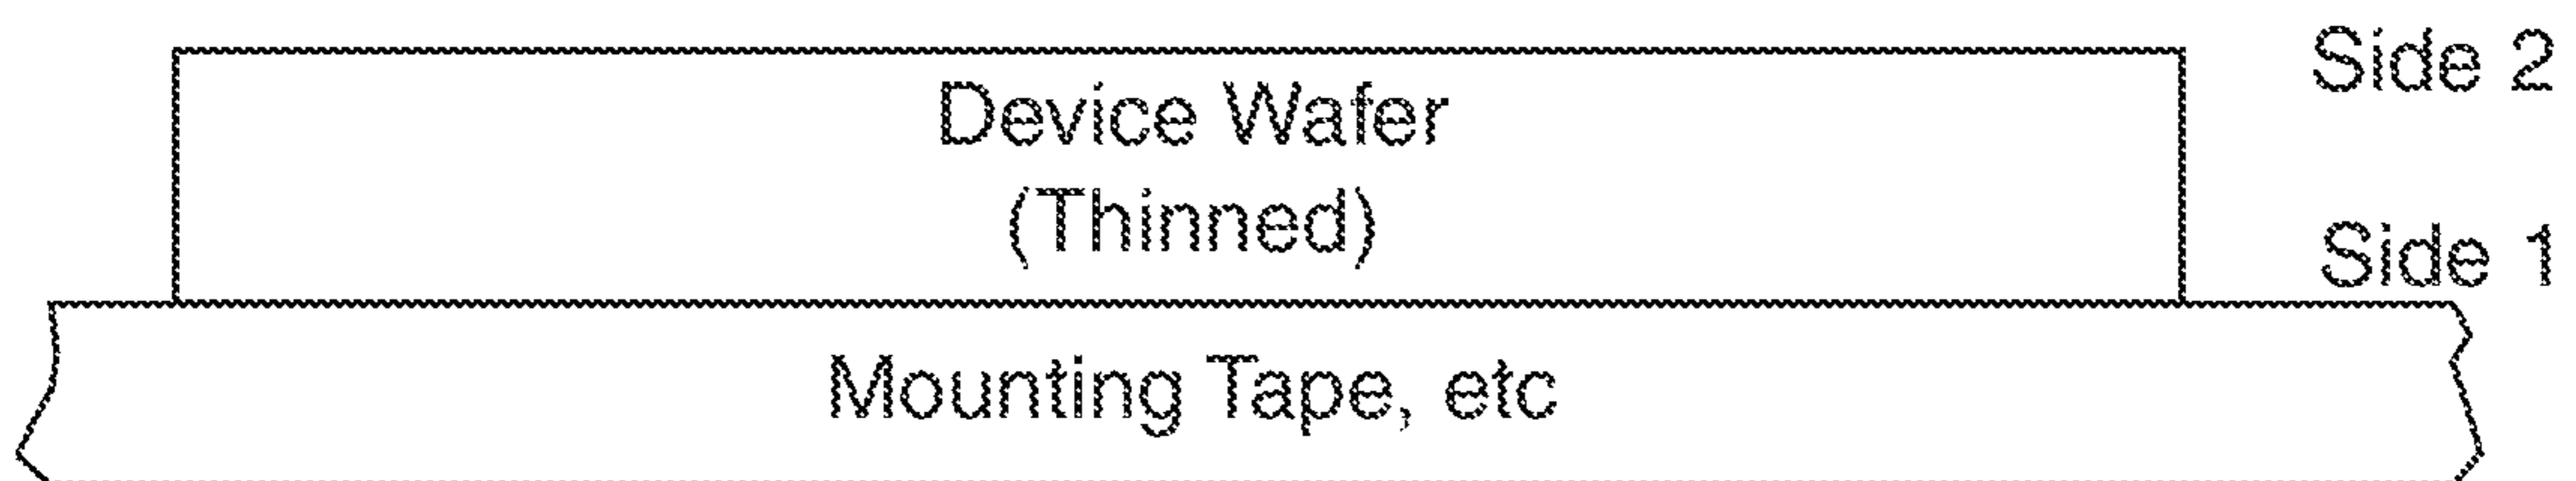 Side 2
Device Wafer
(Thinned)
Side 1
Mounting Tape, etc